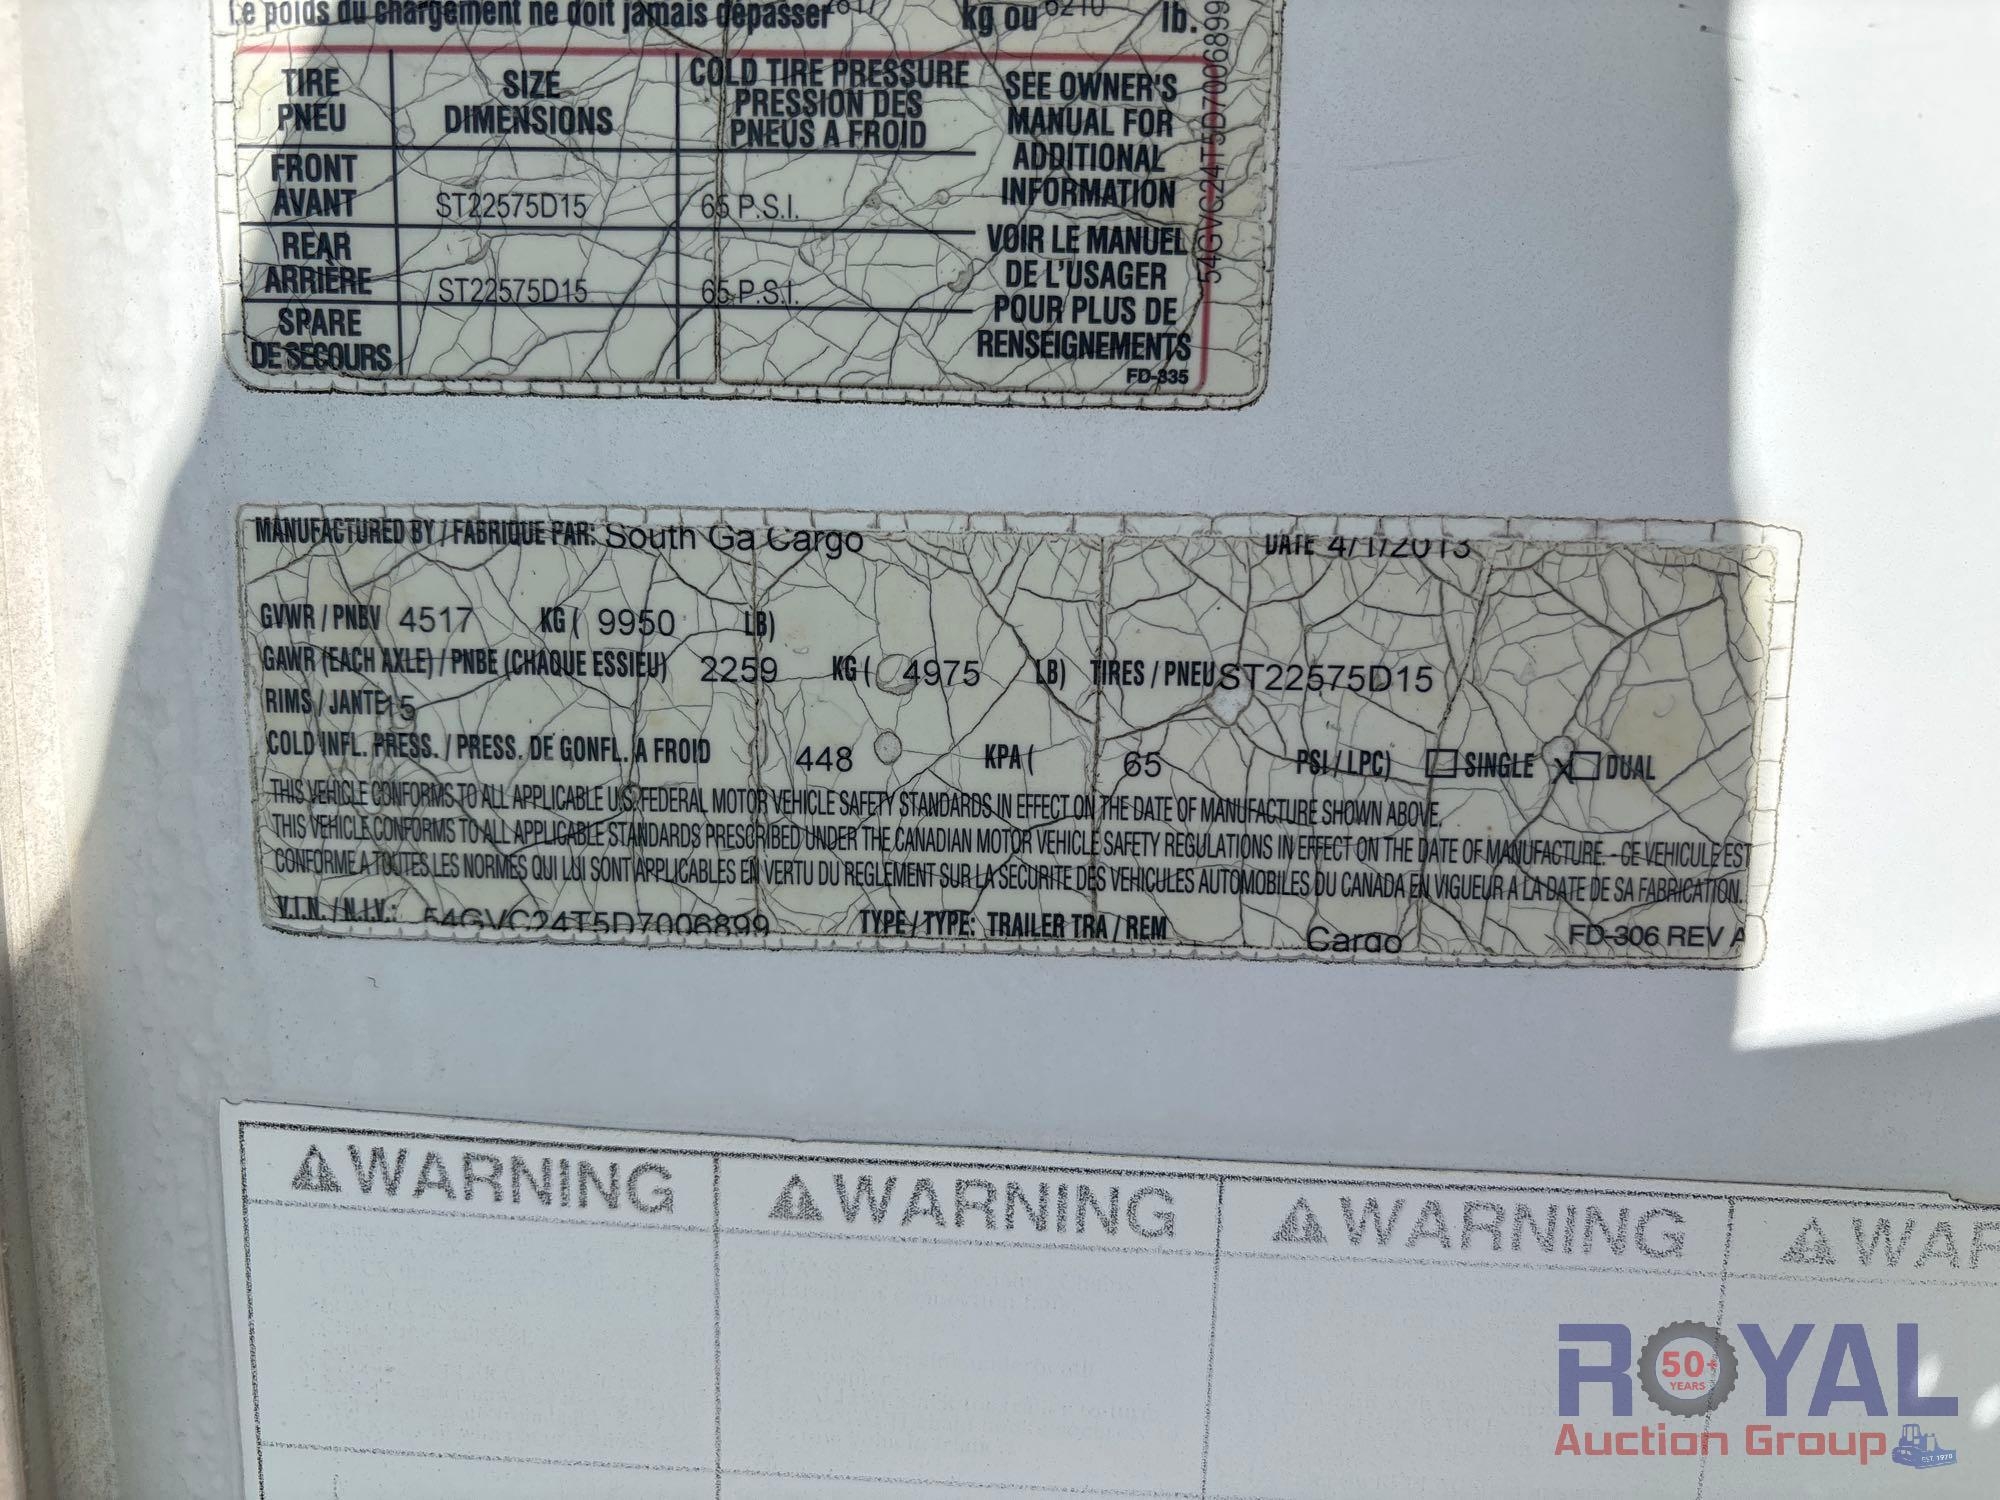 Le poids du chargement ne doit jamais dépasser 2817 kg ou 6210 lb.
TIRE PNEU
SIZE DIMENSIONS
COLD TIRE PRESSURE PRESSION DES PNEUS A FROID
FRONT AVANT
ST22575D15
65 P.S.I.
REAR ARRIÈRE
ST22575D15
65 P.S.I.
SPARE DE SECOURS
SEE OWNER'S
MANUAL FOR
ADDITIONAL
INFORMATION
VOIR LE MANUEL
DE L'USAGER
POUR PLUS DE
RENSEIGNEMENTS
FD-335
54GVC24T5D7006899
MANUFACTURED BY / FABRIQUE PAR: South Ga Cargo DATE 4/1/2013
GVWR / PNBV 4517 KG ( 9950 LB)
GAWR (EACH AXLE) / PNBE (CHAQUE ESSIEU) 2259 KG ( 4975 LB) TIRES / PNEU ST22575D15
RIMS / JANTE 15
COLD INFL. PRESS. / PRESS. DE GONFL. A FROID 448 KPA ( 65 PSI / LPC) SINGLE X DUAL
THIS VEHICLE CONFORMS TO ALL APPLICABLE U.S. FEDERAL MOTOR VEHICLE SAFETY STANDARDS IN EFFECT ON THE DATE OF MANUFACTURE SHOWN ABOVE.
THIS VEHICLE CONFORMS TO ALL APPLICABLE STANDARDS PRESCRIBED UNDER THE CANADIAN MOTOR VEHICLE SAFETY REGULATIONS IN EFFECT ON THE DATE OF MANUFACTURE. - CE VEHICULE EST
CONFORME A TOUTES LES NORMES QUI LUI SONT APPLICABLES EN VERTU DU REGLEMENT SUR LA SECURITE DES VEHICULES AUTOMOBILES DU CANADA EN VIGUEUR A LA DATE DE SA FABRICATION.
V.I.N. / N.I.V.: 54GVC24T5D7006899 TYPE / TYPE: TRAILER TRA / REM Cargo FD-306 REV A
WARNING WARNING WARNING WAR
ROYAL
50+ YEARS
Auction Group
EST. 1970